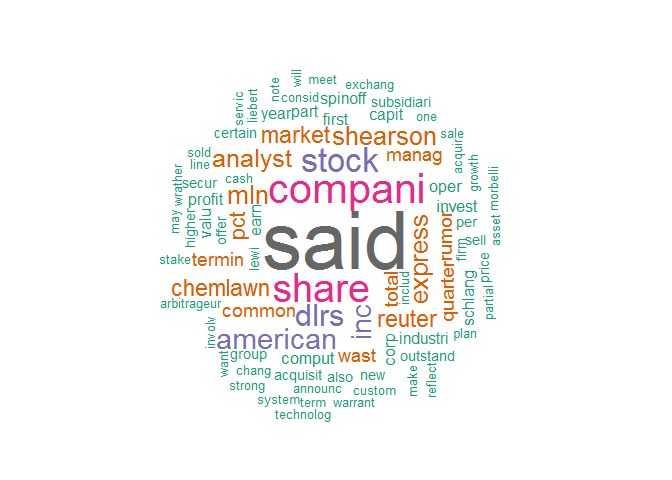 will
note
meet
exchang
servic
liebert
consid
spinoff
subsidiari
year
part
first
capit
one
certain
market
shearson
sale
acquir
sold
line
analyst
stock
manag
growth
may
wrather
secur
cash
mln
compani
oper
morbelli
profit
higher
valu
offer
pct
earn
invest
asset
said
express
rumor
quarter
per
sell
firm
stake
termin
lewi
price
partial
schlang
chemlawn
share
total
includ
arbitrageur
common
dlrs
inc
reuter
involv
american
corp
industri
plan
want
group
comput
wast
outstand
chang
acquisit
also
new
make
reflect
strong
announc
custom
system
term
warrant
technolog